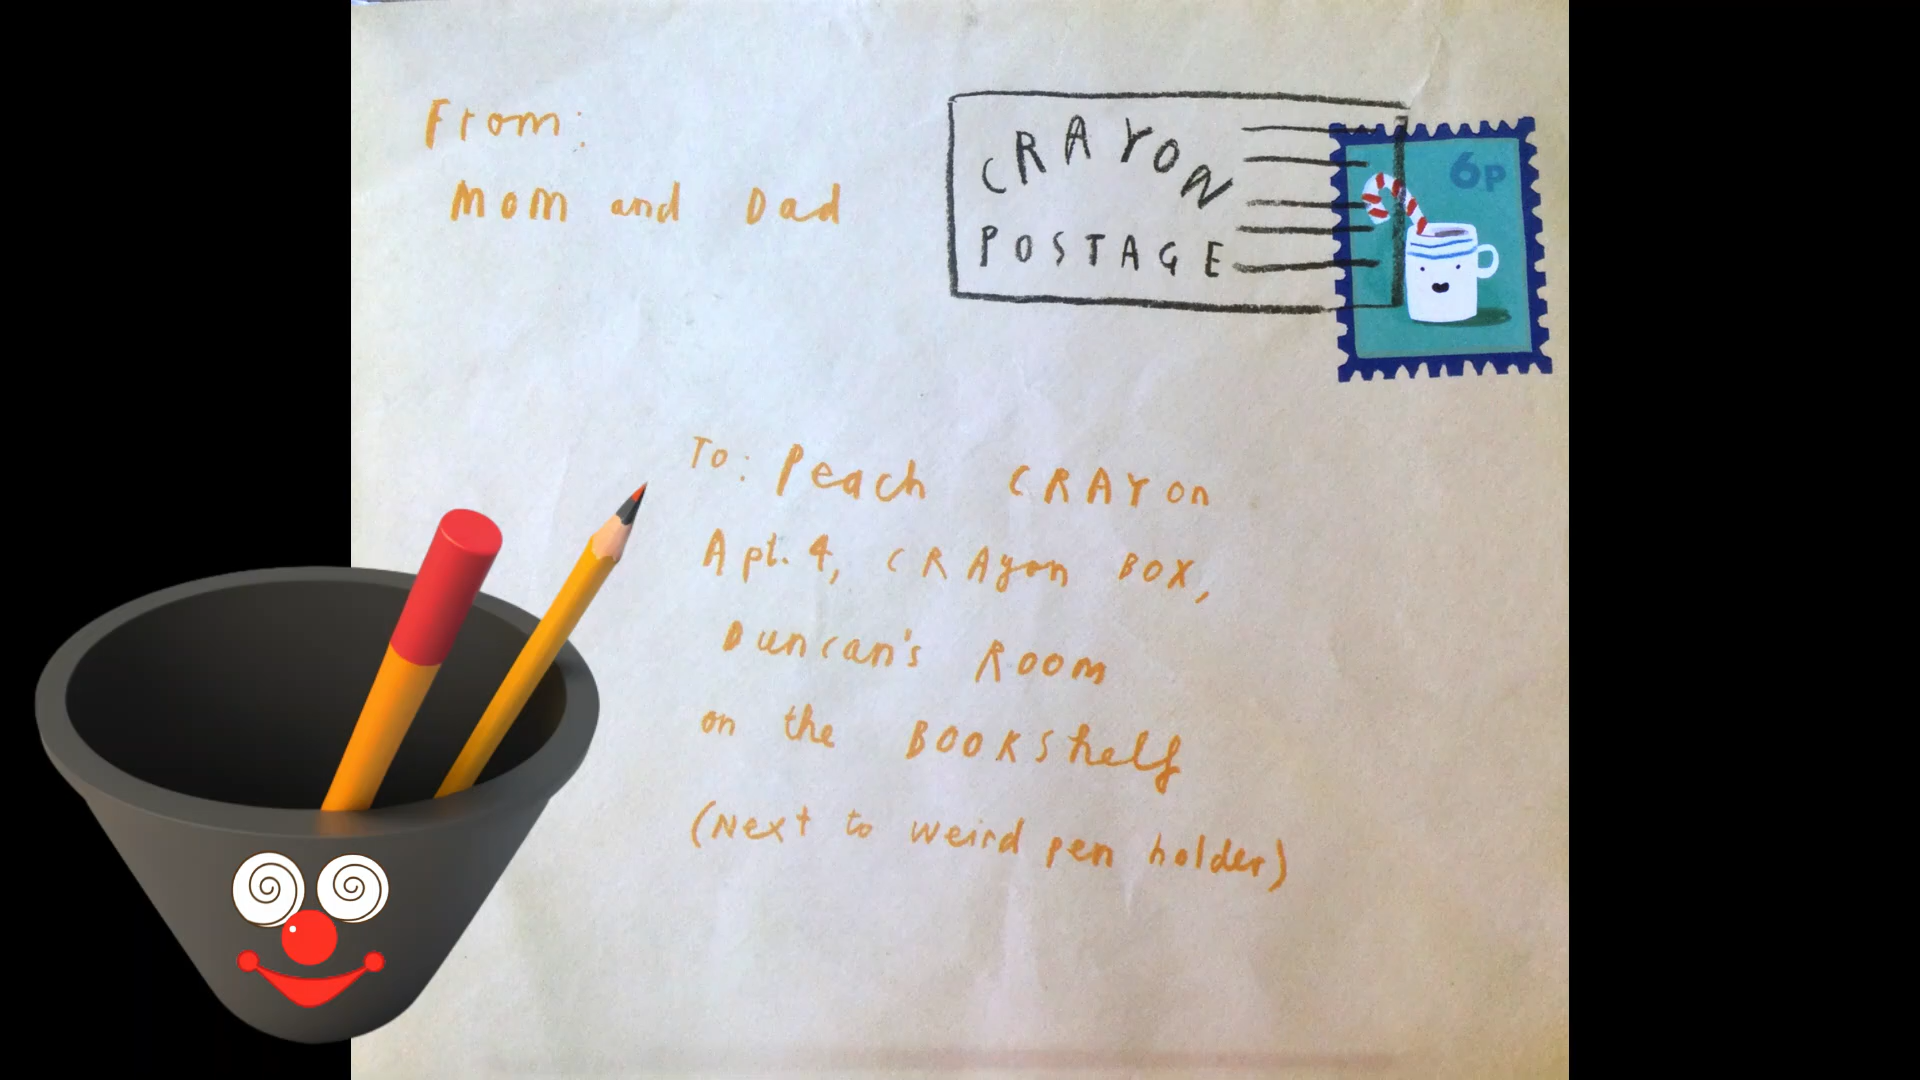 From:
Mom and Dad
CRAYON
POSTAGE
6P
To: Peach CRAYon
Apt. 4, CRAyon BOX,
Duncan's Room
on the BOOKShelf
(Next to weird pen holder)